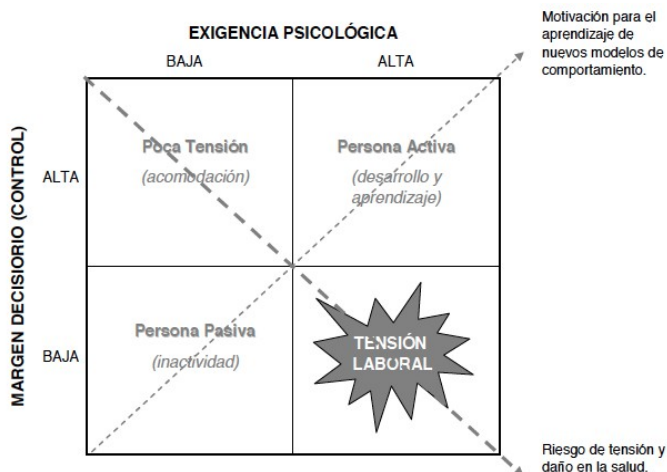 EXIGENCIA PSICOLÓGICA
BAJA
ALTA
Motivación para el
aprendizaje de
nuevos modelos de
comportamiento.
MARGEN DECISIORIO (CONTROL)
ALTA
Poca Tensión
(acomodación)
Persona Activa
(desarrollo y
aprendizaje)
BAJA
Persona Pasiva
(inactividad)
TENSIÓN
LABORAL
Riesgo de tensión y
daño en la salud.